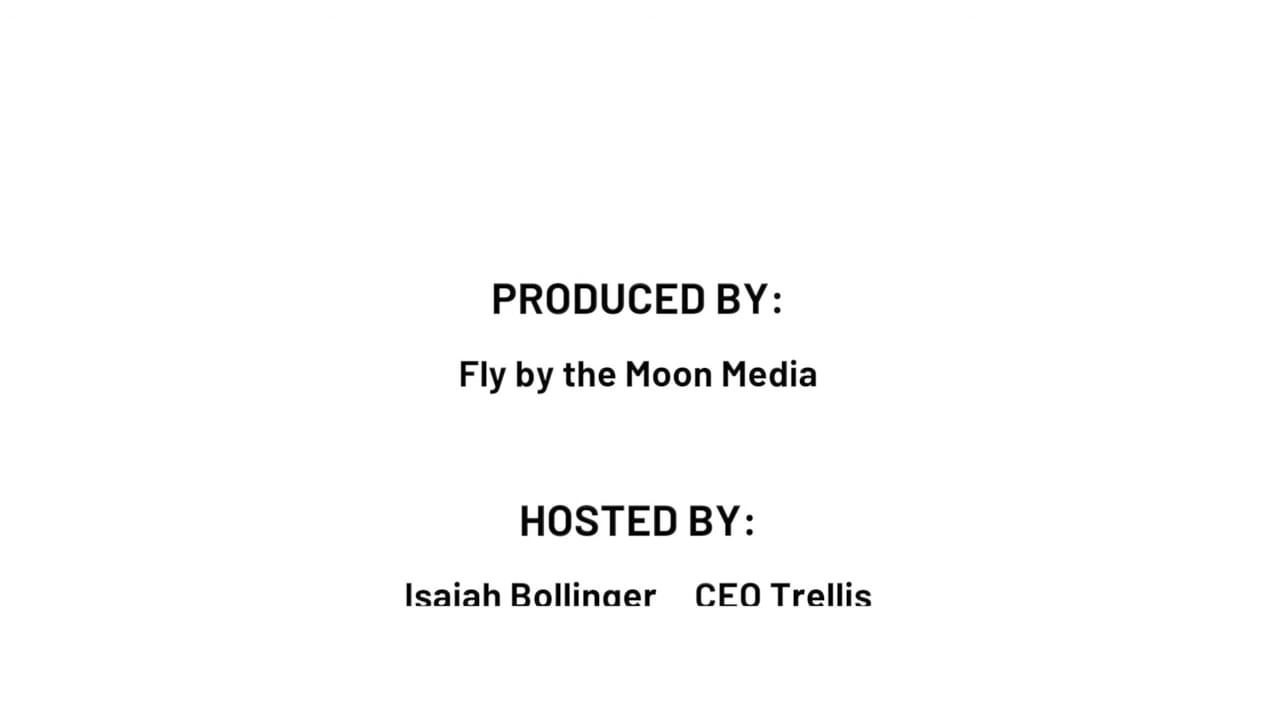 PRODUCED BY:
Fly by the Moon Media
HOSTED BY:
Isaiah Bollinger CEO Trellis